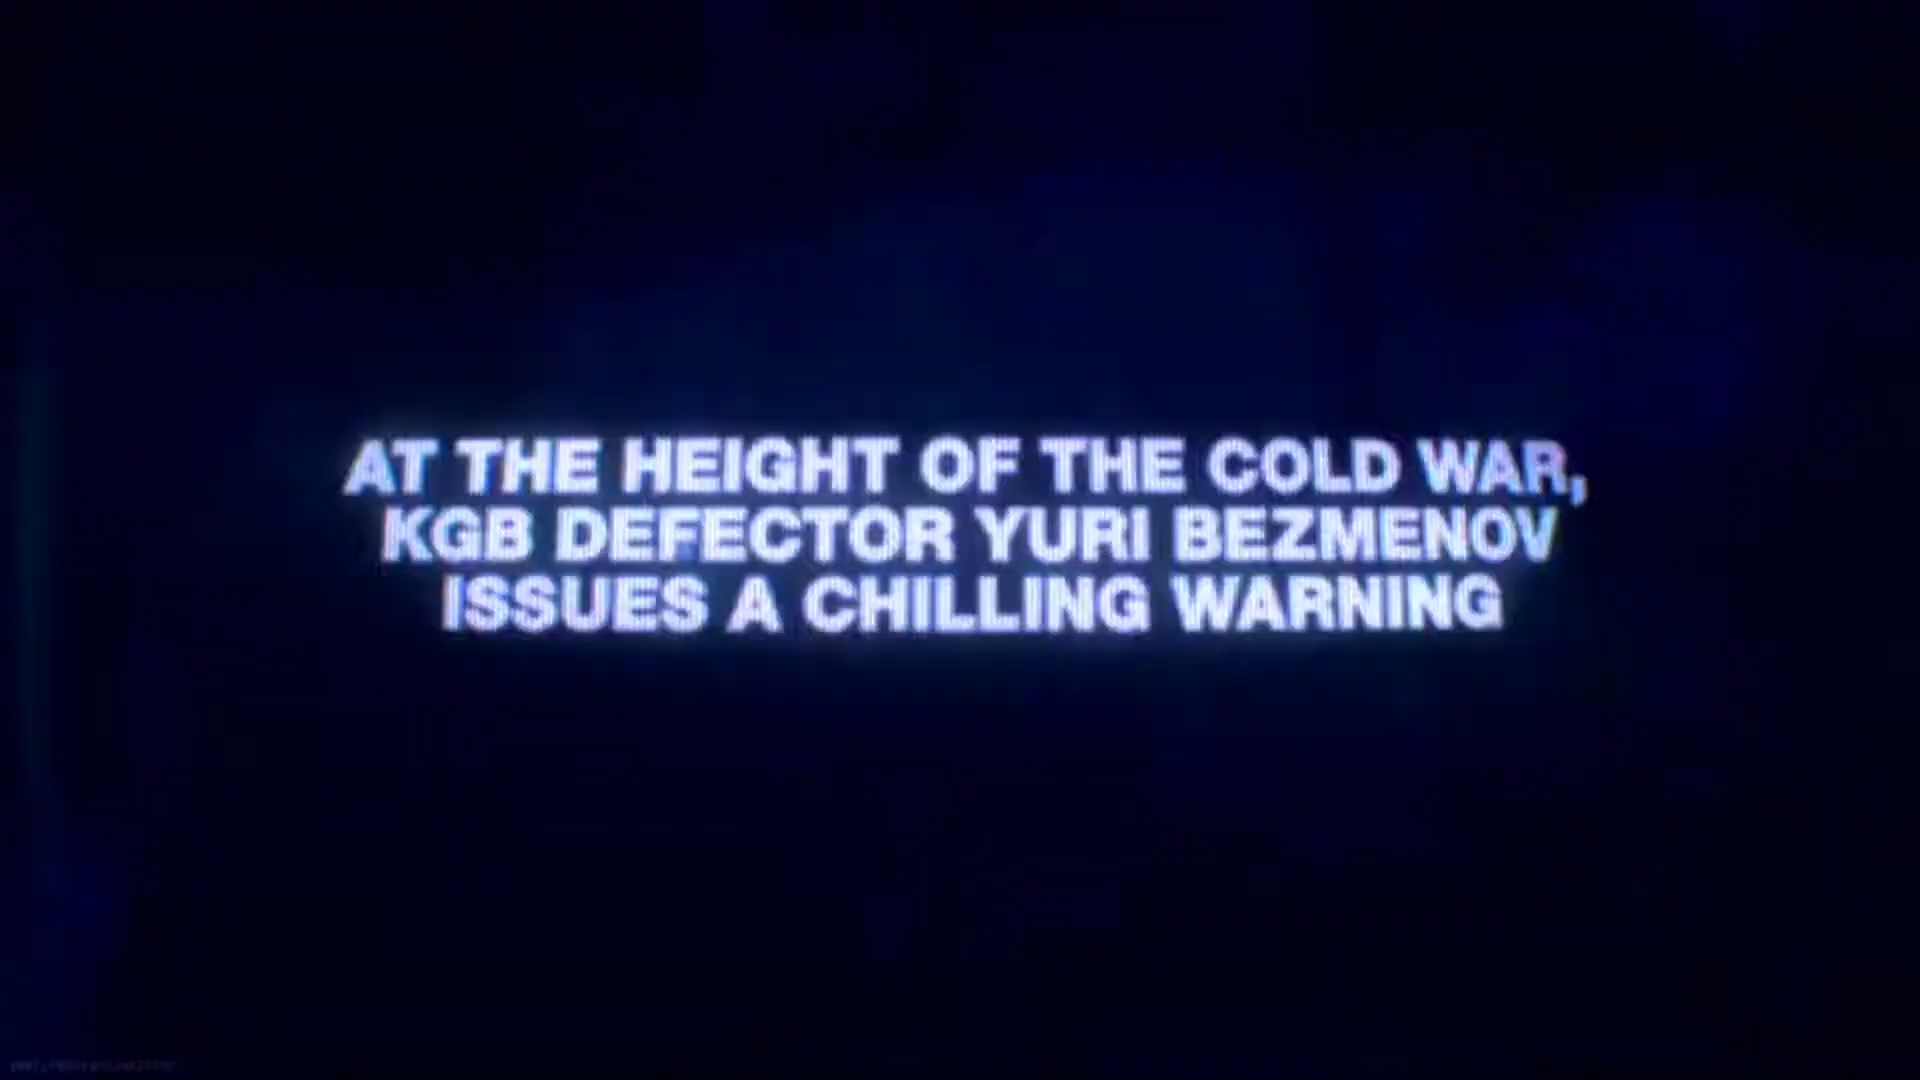 AT THE HEIGHT OF THE COLD WAR,
KGB DEFECTOR YURI BEZMENOV
ISSUES A CHILLING WARNING